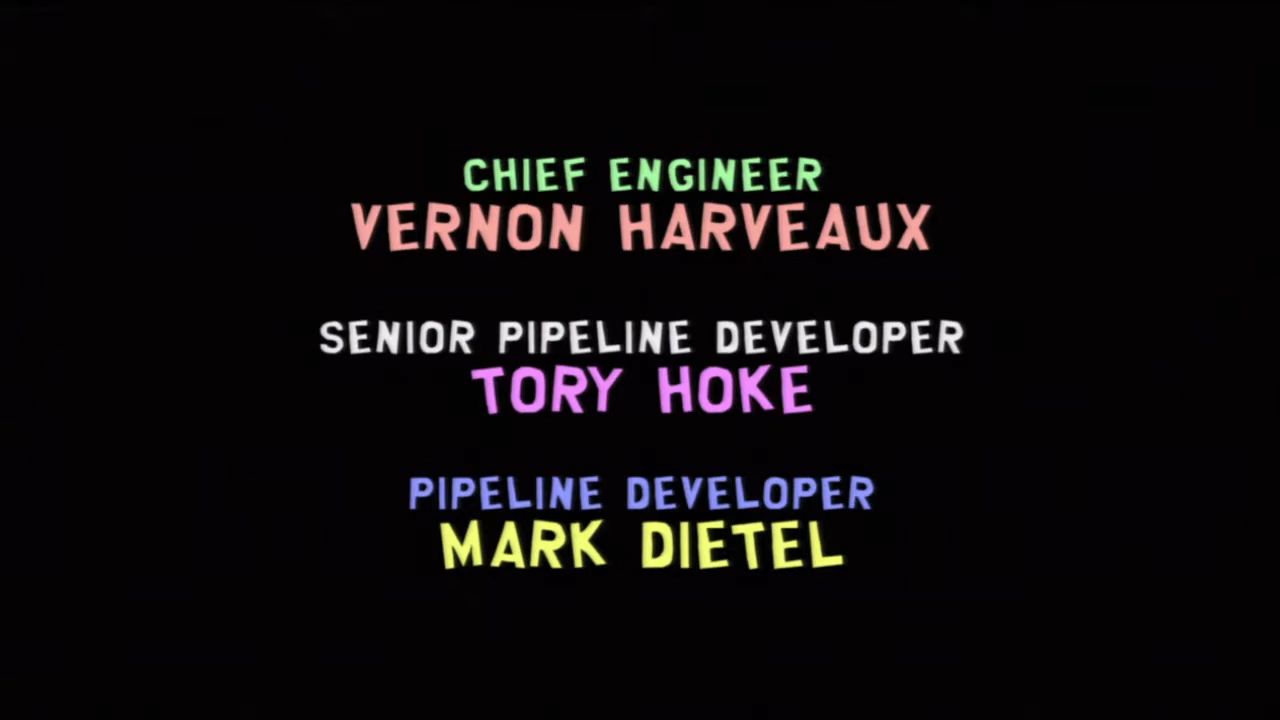 CHIEF ENGINEER
VERNON HARVEAUX
SENIOR PIPELINE DEVELOPER
TORY HOKE
PIPELINE DEVELOPER
MARK DIETEL